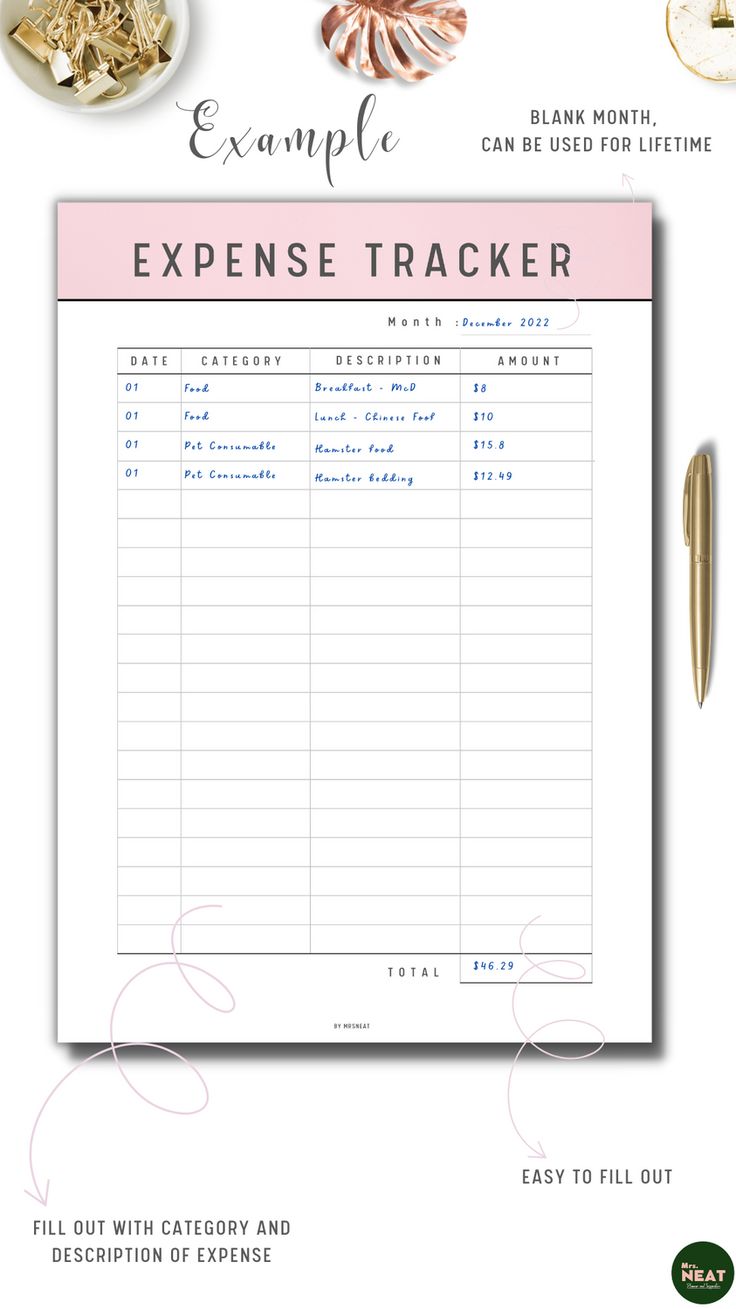 Example
BLANK MONTH,
CAN BE USED FOR LIFETIME
EXPENSE TRACKER
Month : December 2022
DATE CATEGORY DESCRIPTION AMOUNT
01 Food Breakfast - McD $8
01 Food Lunch - Chinese Foof $10
01 Pet Consumable Hamster food $15.8
01 Pet Consumable Hamster bedding $12.49
TOTAL $46.29
BY MRSNEAT
EASY TO FILL OUT
FILL OUT WITH CATEGORY AND
DESCRIPTION OF EXPENSE
Mrs.
NEAT